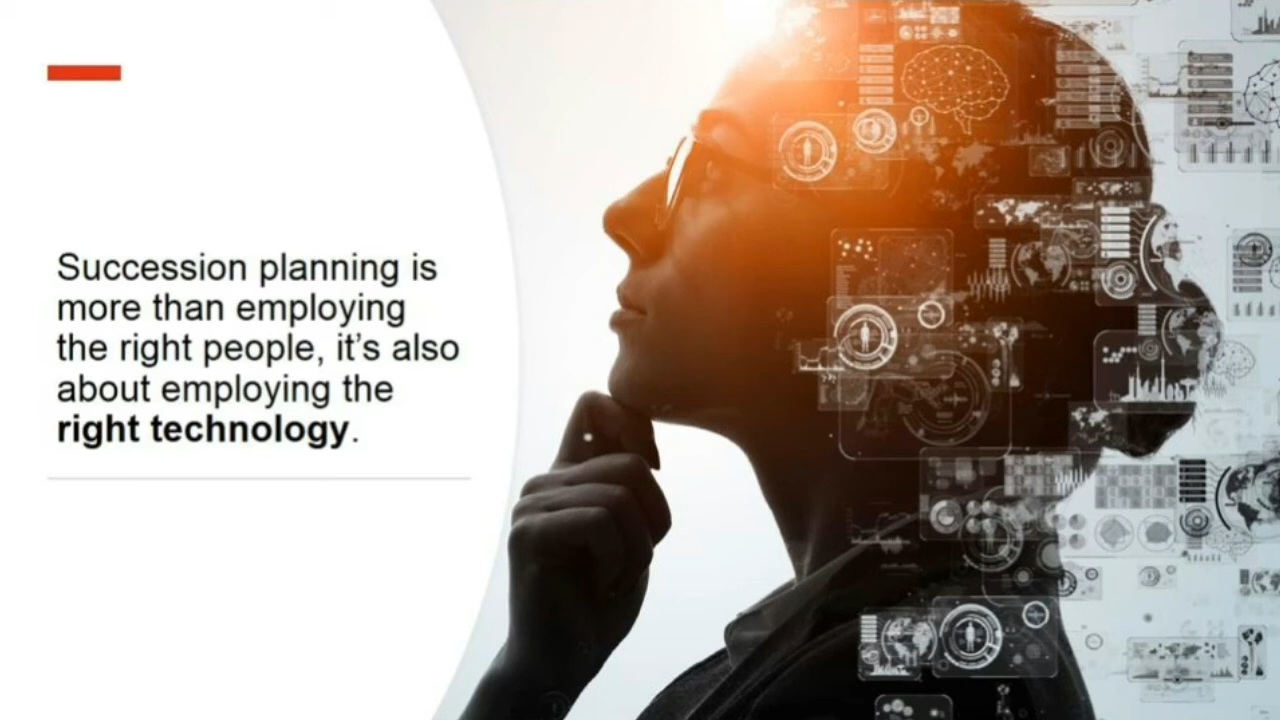 Succession planning is
more than employing
the right people, it’s also
about employing the
right technology.